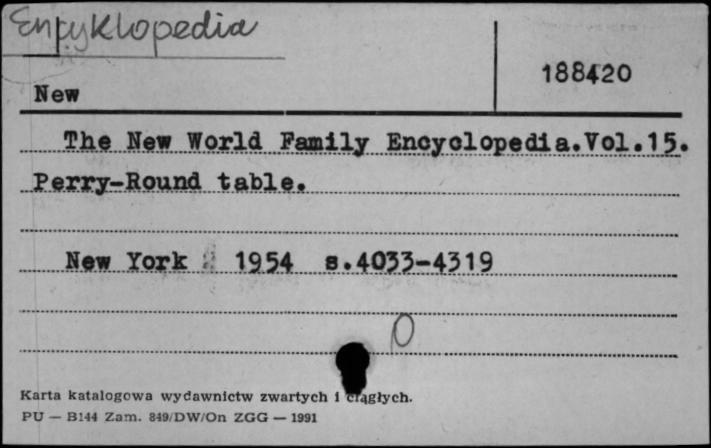 Encyklopedia
188420
New
The New World Family Encyclopedia.Vol.15.
Perry-Round table.
New York 1954 s.4033-4319
0
Karta katalogowa wydawnictw zwartych i ciągłych.
PU — B144 Zam. 849/DW/On ZGG — 1991